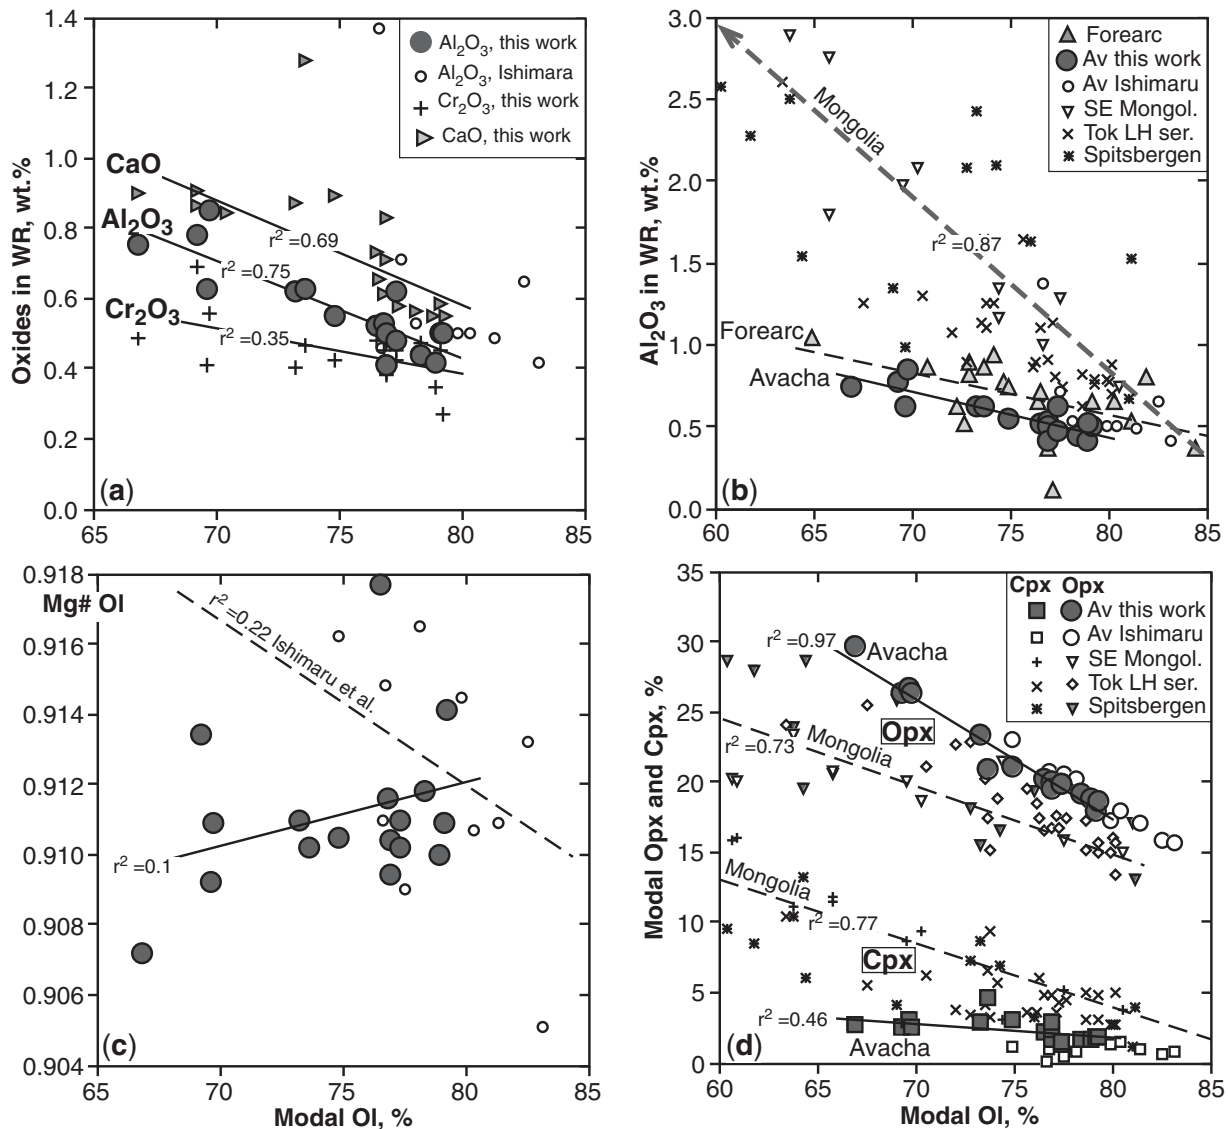 1.4
1.2
1.0
0.8
0.6
0.4
0.2
0.0
Oxides in WR, wt.%
Al2O3, this work
Al2O3, Ishimara
Cr2O3, this work
CaO, this work
CaO
Al2O3
Cr2O3
r2 =0.69
r2 =0.75
r2 =0.35
(a)
65 70 75 80 85
3.0
2.5
2.0
1.5
1.0
0.5
0.0
Al2O3 in WR, wt.%
Forearc
Av this work
Av Ishimaru
SE Mongol.
Tok LH ser.
Spitsbergen
Mongolia
r2 =0.87
Forearc
Avacha
(b)
60 65 70 75 80 85
0.918
0.916
0.914
0.912
0.910
0.908
0.906
0.904
Mg# Ol
r2 =0.22 Ishimaru et al.
r2 =0.1
(c)
65 70 75 80 85
Modal Ol, %
35
30
25
20
15
10
5
0
Modal Opx and Cpx, %
Cpx Opx
Av this work
Av Ishimaru
SE Mongol.
Tok LH ser.
Spitsbergen
r2 =0.97
Avacha
Opx
Mongolia
r2 =0.73
Mongolia
r2 =0.77
Cpx
r2 =0.46
Avacha
(d)
60 65 70 75 80 85
Modal Ol, %